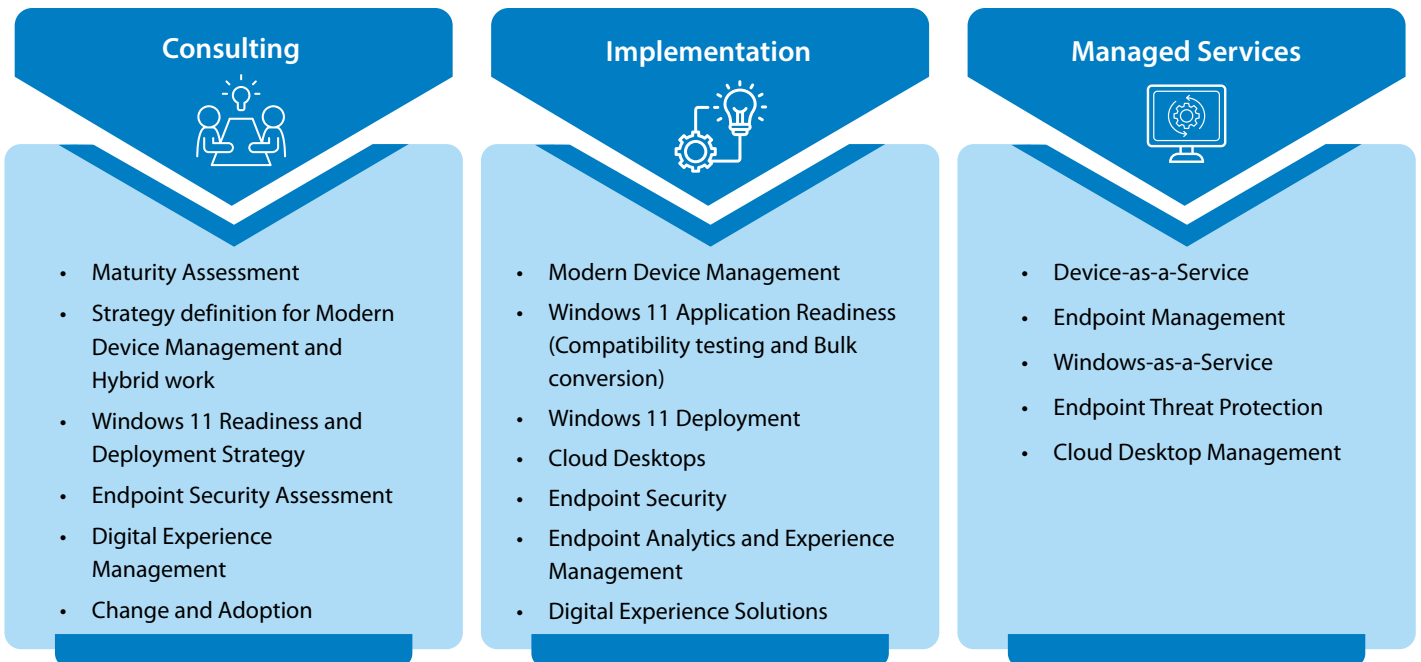 Consulting
• Maturity Assessment
• Strategy definition for Modern
Device Management and
Hybrid work
• Windows 11 Readiness and
Deployment Strategy
• Endpoint Security Assessment
• Digital Experience
Management
• Change and Adoption
Implementation
• Modern Device Management
• Windows 11 Application Readiness
(Compatibility testing and Bulk
conversion)
• Windows 11 Deployment
• Cloud Desktops
• Endpoint Security
• Endpoint Analytics and Experience
Management
• Digital Experience Solutions
Managed Services
• Device-as-a-Service
• Endpoint Management
• Windows-as-a-Service
• Endpoint Threat Protection
• Cloud Desktop Management